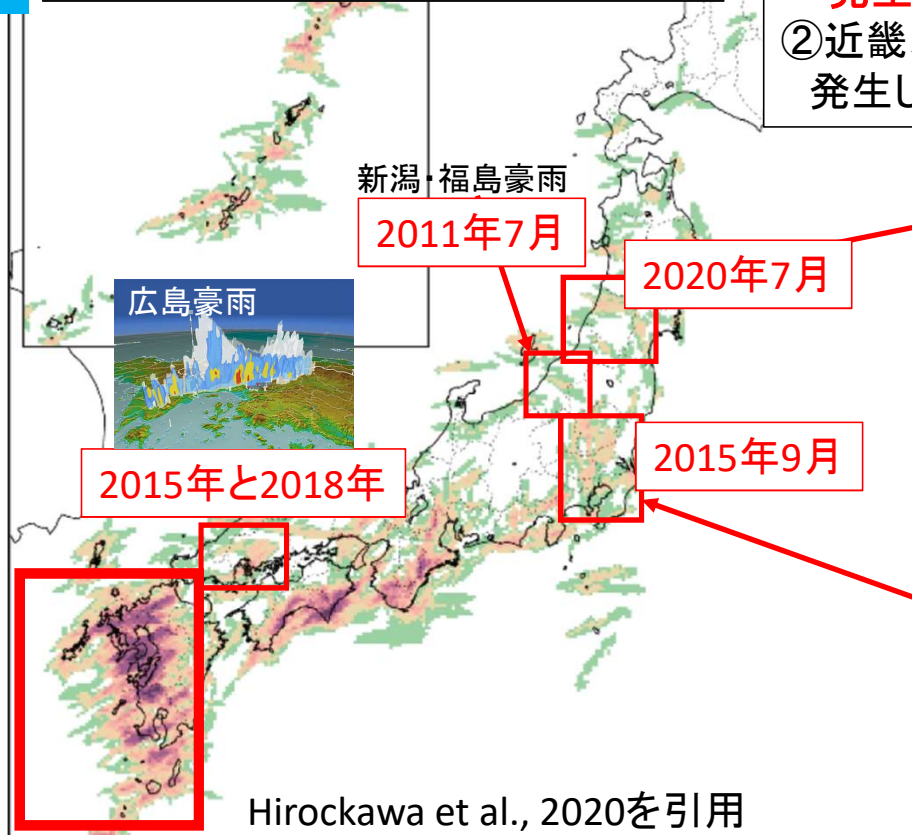 発生
②近畿
発生し
新潟・福島豪雨
2011年7月
2020年7月
広島豪雨
2015年9月
2015年と2018年
Hirockawa et al., 2020を引用